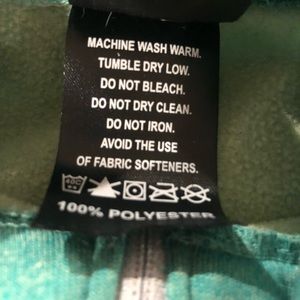 MACHINE WASH WARM.
TUMBLE DRY LOW.
DO NOT BLEACH.
DO NOT DRY CLEAN.
DO NOT IRON.
AVOID THE USE
OF FABRIC SOFTENERS.
100% POLYESTER